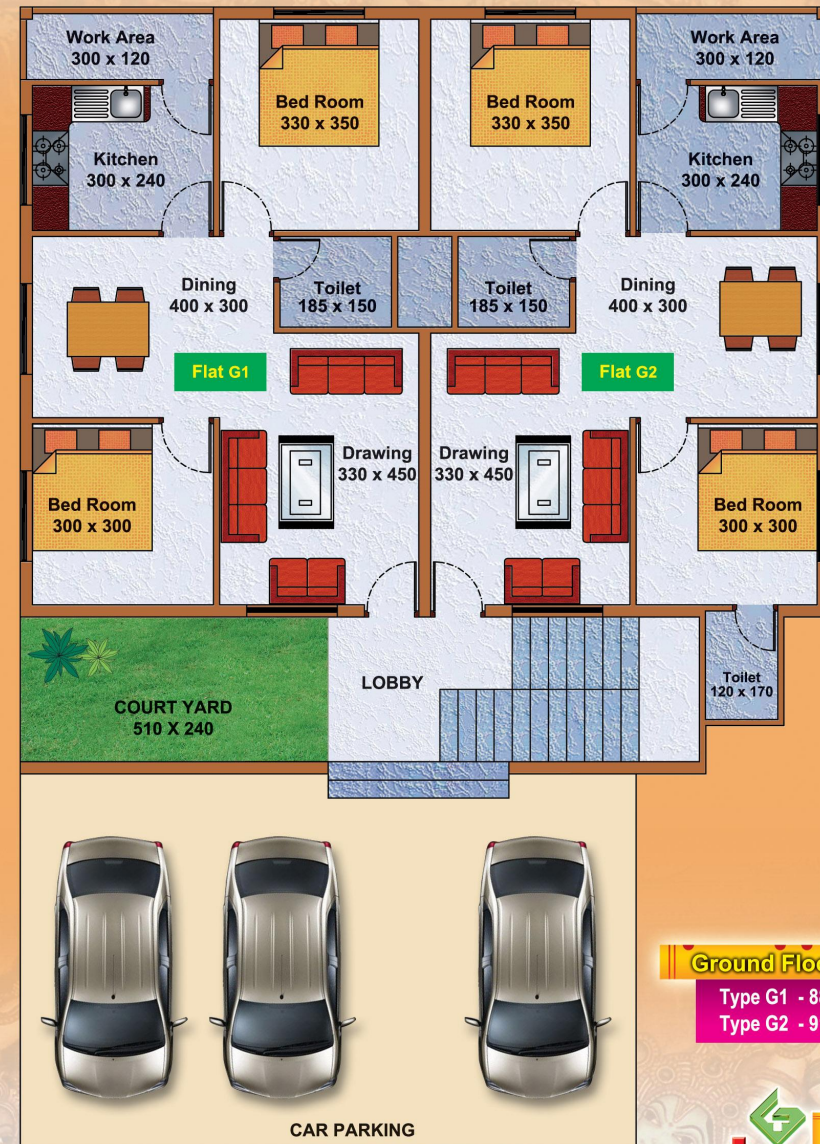 Work Area
300 x 120
Work Area
300 x 120
Bed Room
330 x 350
Bed Room
330 x 350
Kitchen
300 x 240
Kitchen
300 x 240
Dining
400 x 300
Toilet
185 x 150
Toilet
185 x 150
Dining
400 x 300
Flat G1
Flat G2
Drawing
330 x 450
Drawing
330 x 450
Bed Room
300 x 300
Bed Room
300 x 300
COURT YARD
510 X 240
LOBBY
Toilet
120 x 170
CAR PARKING
Ground
Type G1 -
Type G2 -